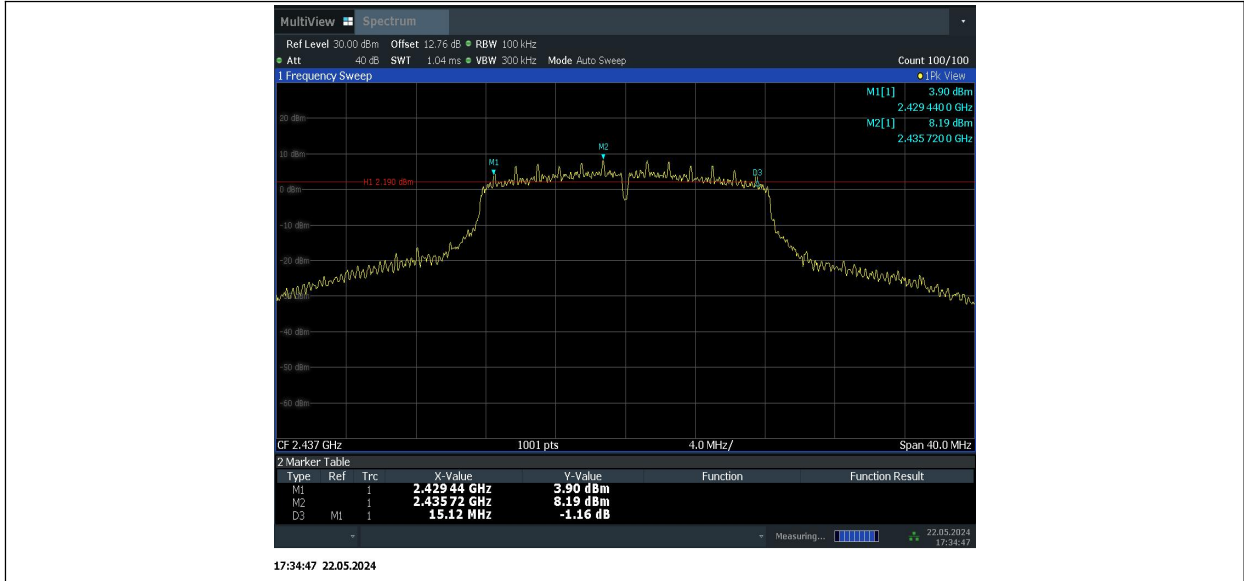 MultiView Spectrum
Ref Level 30.00 dBm Offset 12.76 dB RBW 100 kHz
Att 40 dB SWT 1.04 ms VBW 300 kHz Mode Auto Sweep Count 100/100
1 Frequency Sweep 1Pk View
M1[1] 3.90 dBm
2.429 440 0 GHz
M2[1] 8.19 dBm
2.435 720 0 GHz
20 dBm
10 dBm
M2
M1
D3
H1 2.190 dBm
0 dBm
-10 dBm
-20 dBm
-30 dBm
-40 dBm
-50 dBm
-60 dBm
CF 2.437 GHz 1001 pts 4.0 MHz/ Span 40.0 MHz
2 Marker Table
Type Ref Trc X-Value Y-Value Function Function Result
M1 1 2.429 44 GHz 3.90 dBm
M2 1 2.435 72 GHz 8.19 dBm
D3 M1 1 15.12 MHz -1.16 dB
Measuring... 22.05.2024
17:34:47
17:34:47 22.05.2024